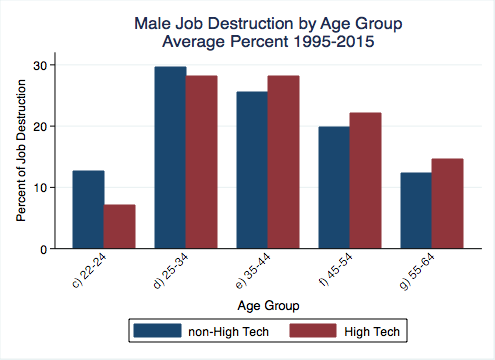 Male Job Destruction by Age Group
Average Percent 1995-2015
Percent of Job Destruction
30
20
10
0
c) 22-24
d) 25-34
e) 35-44
f) 45-54
g) 55-64
Age Group
non-High Tech
High Tech